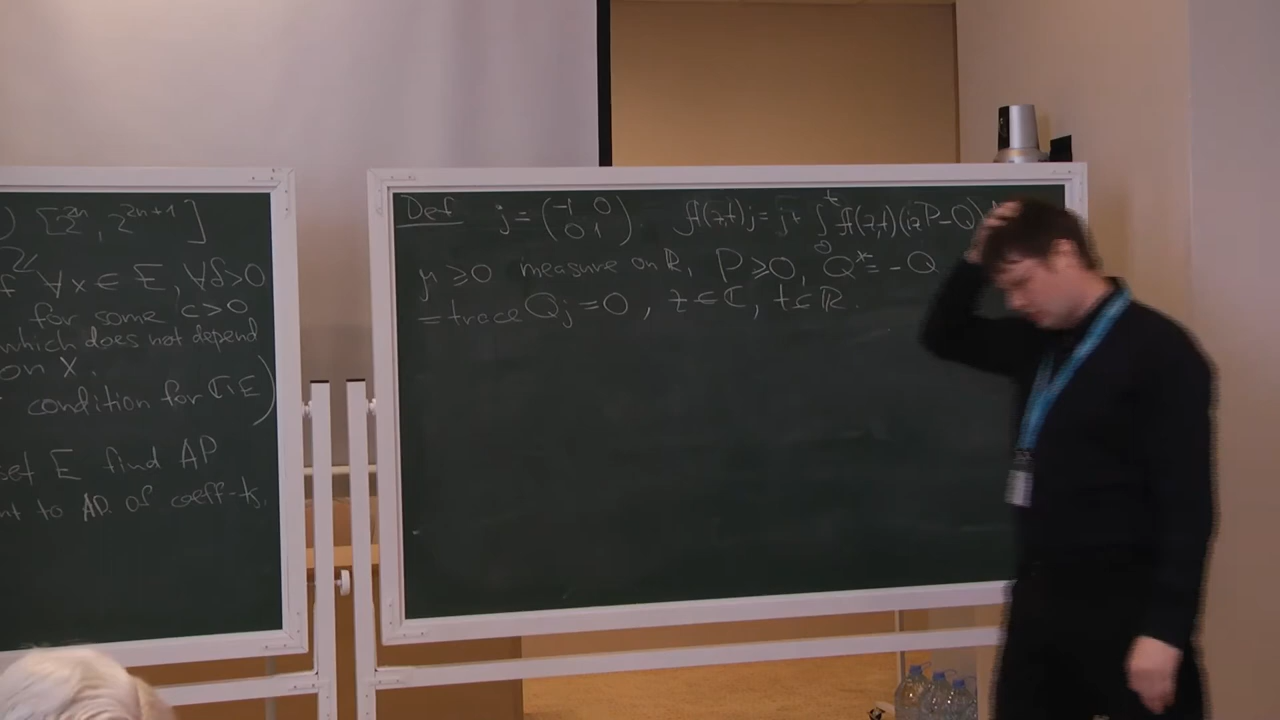 ) [2^{2n}, 2^{2n+1}]
∀x ∈ E, ∀δ>0
for some c>0
which does not depend
on X.
condition for ℂ∖E)
set E find AP
nt to AP of coeff-ts.
Def j = (-1 0
0 1)
𝔄(z,t)j = j + ∫_0^t 𝔄(z,t)(izP-Q)
μ ≥ 0 measure on ℝ, P ≥ 0, Q* = -Q
= trace Qj = 0, z ∈ ℂ, t ∈ ℝ.